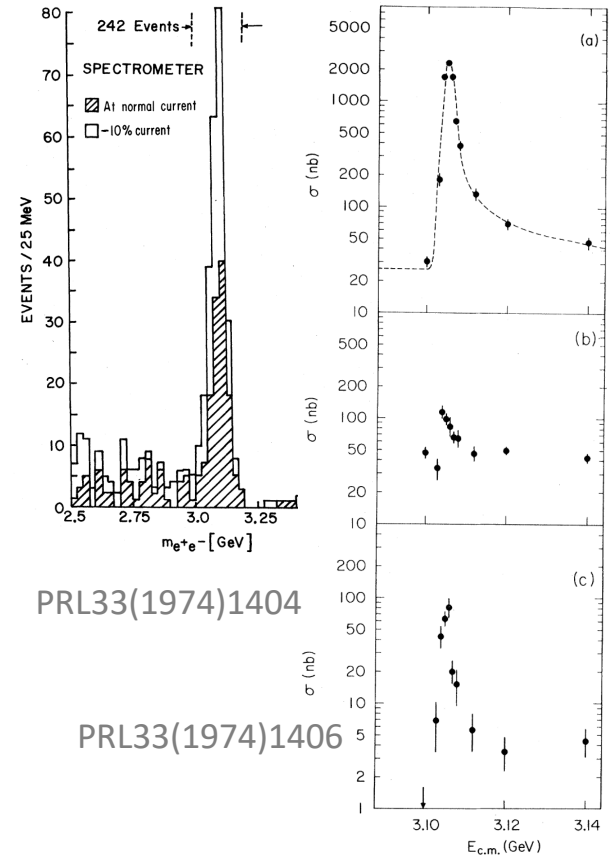 80
70
60
50
40
30
20
10
0
EVENTS / 25 MeV
242 Events
SPECTROMETER
At normal current
-10% current
2.5
2.75
3.0
3.25
me+e- [GeV]
PRL33(1974)1404
PRL33(1974)1406
(a)
5000
2000
1000
500
200
100
50
20
10
σ (nb)
(b)
500
200
100
50
20
10
σ (nb)
(c)
200
100
50
20
10
5
2
1
σ (nb)
3.10
3.12
3.14
Ec.m. (GeV)